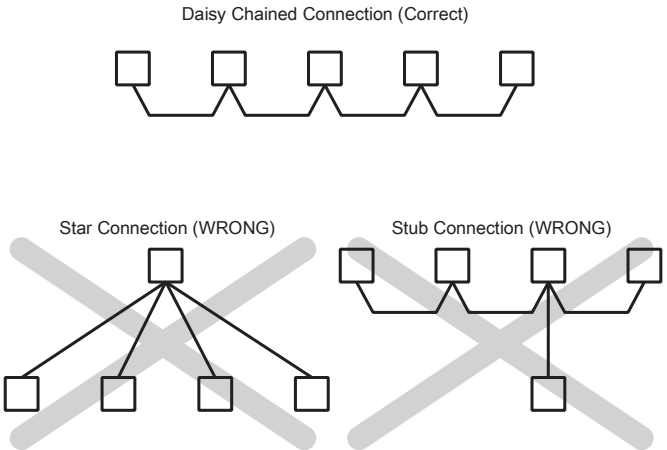 Daisy Chained Connection (Correct)
Star Connection (WRONG)
Stub Connection (WRONG)